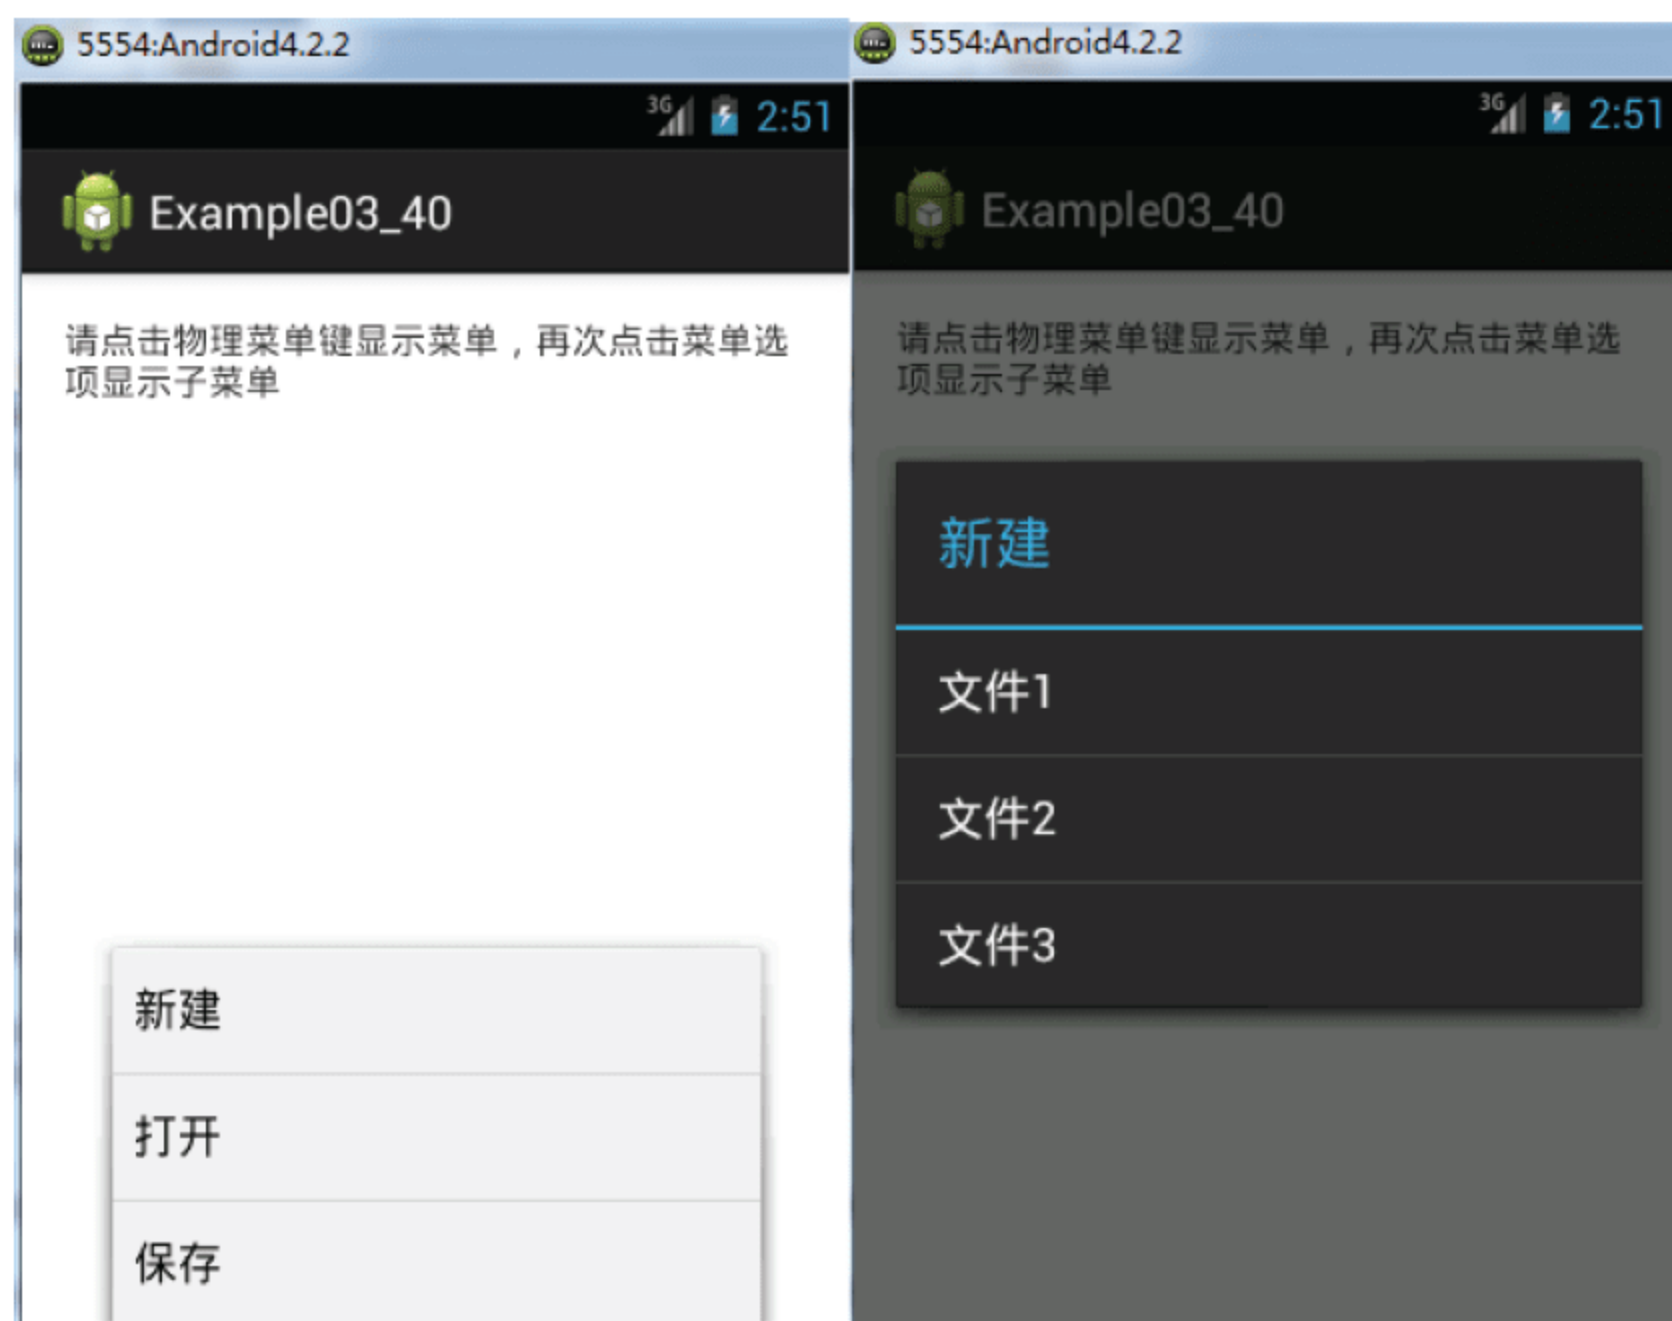 5554:Android4.2.2
3G 2:51
Example03_40
请点击物理菜单键显示菜单，再次点击菜单选
项显示子菜单
新建
打开
保存
5554:Android4.2.2
3G 2:51
Example03_40
请点击物理菜单键显示菜单，再次点击菜单选
项显示子菜单
新建
文件1
文件2
文件3